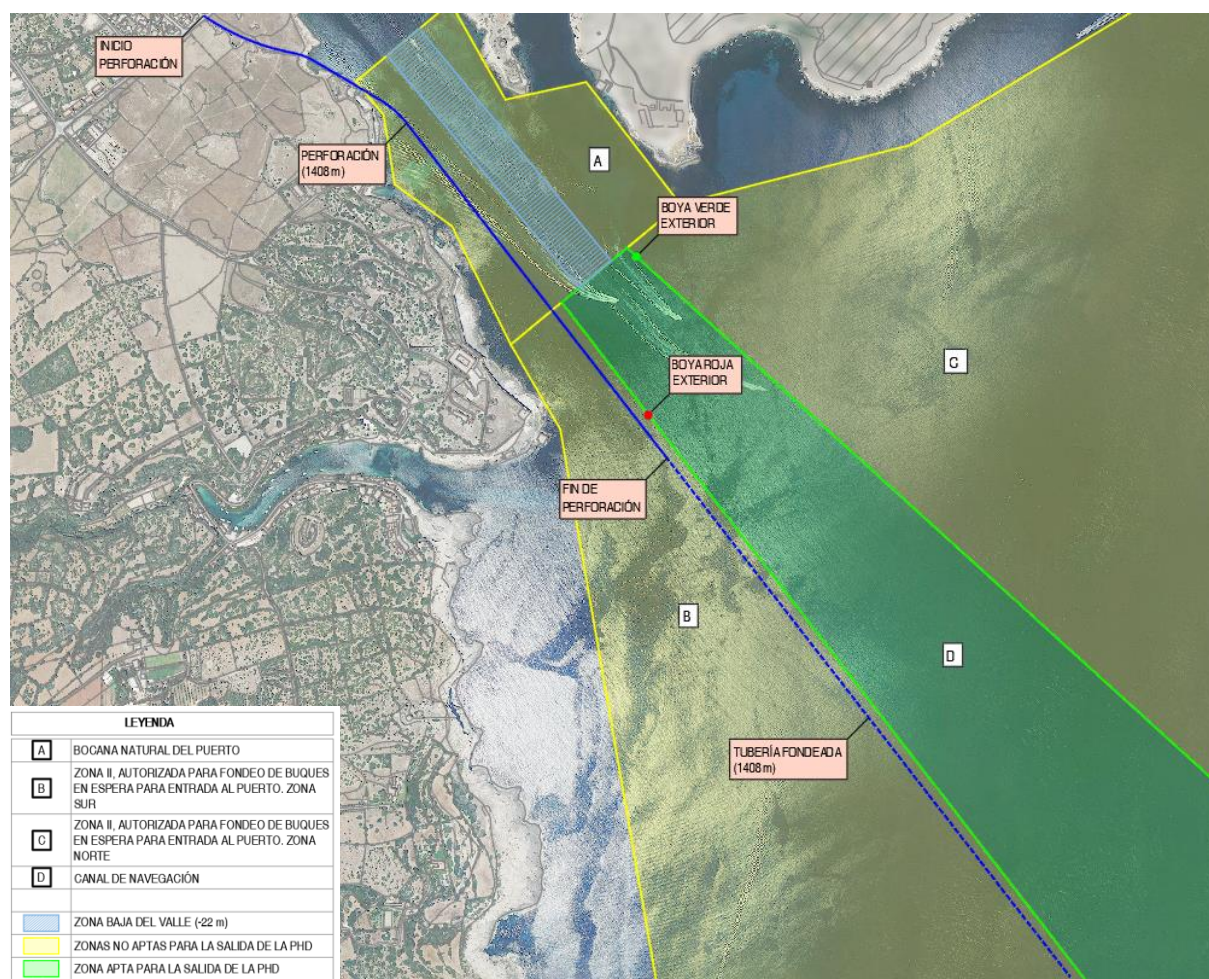 INICIO
PERFORACIÓN
PERFORACIÓN
(1408 m)
A
BOYA VERDE
EXTERIOR
C
BOYA ROJA
EXTERIOR
FIN DE
PERFORACIÓN
B
D
TUBERÍA FONDEADA
(1408 m)
LEYENDA
A BOCANA NATURAL DEL PUERTO
B ZONA II, AUTORIZADA PARA FONDEO DE BUQUES
EN ESPERA PARA ENTRADA AL PUERTO. ZONA
SUR
C ZONA II, AUTORIZADA PARA FONDEO DE BUQUES
EN ESPERA PARA ENTRADA AL PUERTO. ZONA
NORTE
D CANAL DE NAVEGACIÓN
ZONA BAJA DEL VALLE (-22 m)
ZONAS NO APTAS PARA LA SALIDA DE LA PHD
ZONA APTA PARA LA SALIDA DE LA PHD